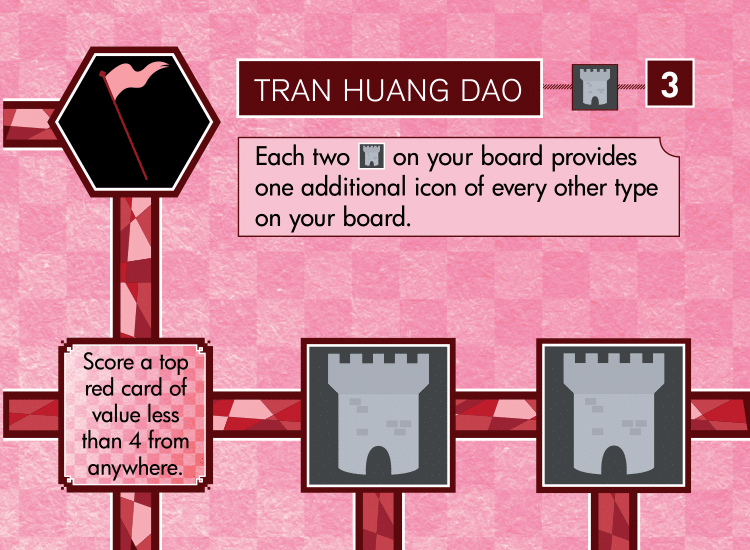 TRAN HUANG DAO 3
Each two on your board provides
one additional icon of every other type
on your board.
Score a top
red card of
value less
than 4 from
anywhere.